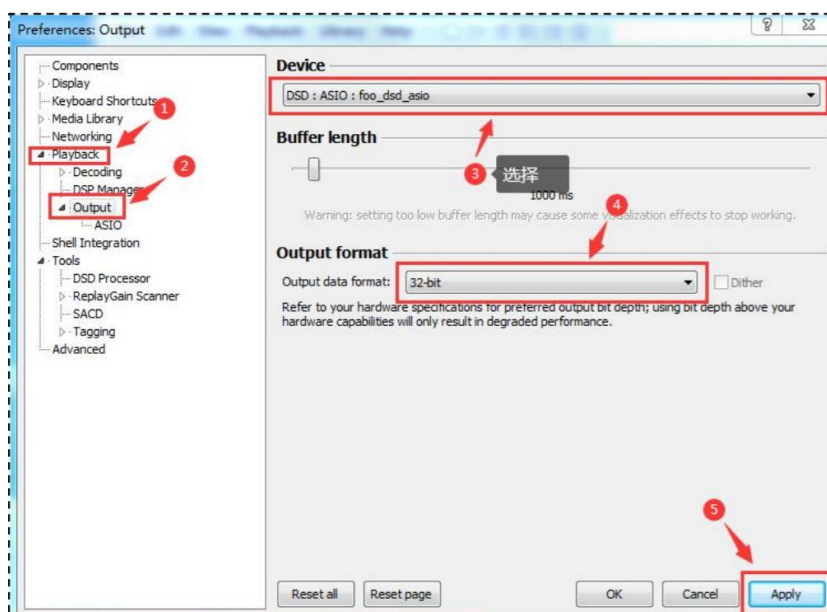 Preferences: Output
Components
Display
Keyboard Shortcuts
Media Library
Networking
Playback
Decoding
DSP Manager
Output
ASIO
Shell Integration
Tools
DSD Processor
ReplayGain Scanner
SACD
Tagging
Advanced
1
2
Device
DSD : ASIO : foo_dsd_asio
Buffer length
3 选择
1000 ms
4
Warning: setting too low buffer length may cause some visualization effects to stop working.
Output format
Output data format: 32-bit Dither
Refer to your hardware specifications for preferred output bit depth; using bit depth above your
hardware capabilities will only result in degraded performance.
5
Reset all Reset page OK Cancel Apply